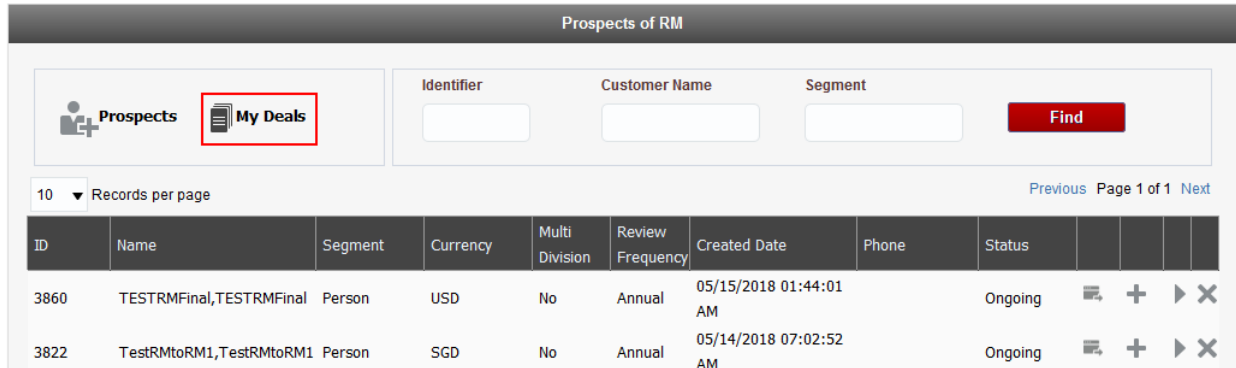 Prospects of RM
Prospects My Deals
Identifier Customer Name Segment
Find
10 Records per page
Previous Page 1 of 1 Next
ID Name Segment Currency Multi Division Review Frequency Created Date Phone Status
3860 TESTRMFinal,TESTRMFinal Person USD No Annual 05/15/2018 01:44:01 AM Ongoing
3822 TestRMtoRM1,TestRMtoRM1 Person SGD No Annual 05/14/2018 07:02:52 AM Ongoing